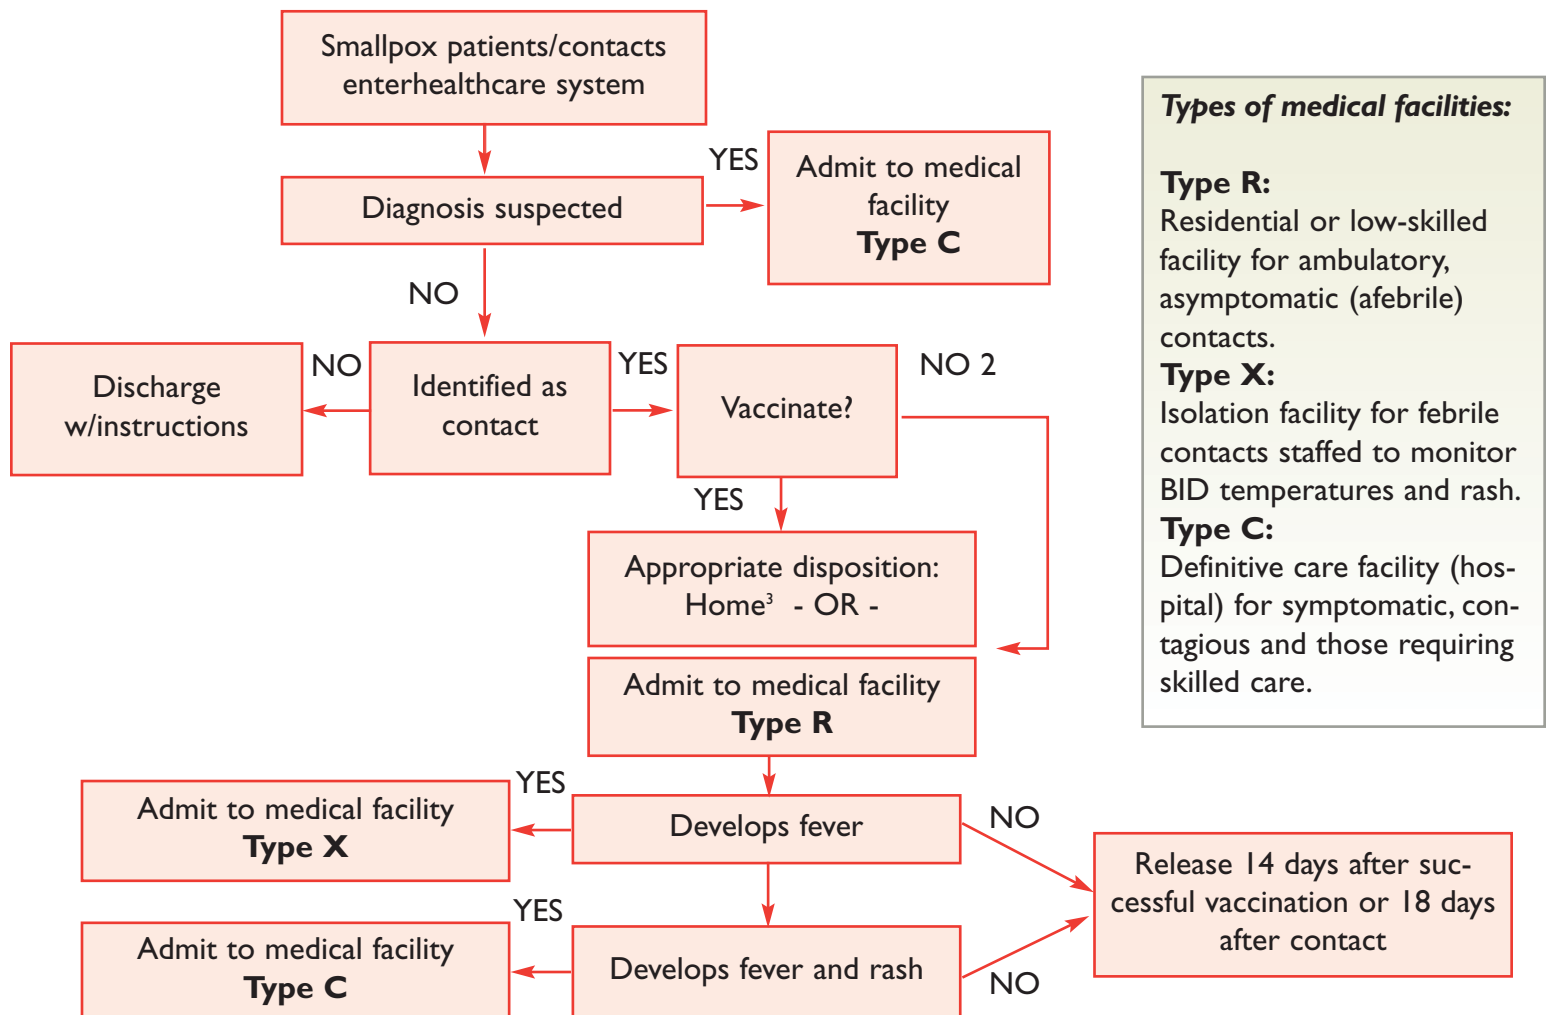 Smallpox patients/contacts
enterhealthcare system
Diagnosis suspected
YES
Admit to medical
facility
Type C
NO
Identified as
contact
NO
Discharge
w/instructions
YES
Vaccinate?
NO 2
YES
Appropriate disposition:
Home³  - OR -
Admit to medical facility
Type R
Develops fever
YES
Admit to medical facility
Type X
NO
Develops fever and rash
YES
Admit to medical facility
Type C
NO
Release 14 days after suc-
cessful vaccination or 18 days
after contact
Types of medical facilities:
Type R:
Residential or low-skilled
facility for ambulatory,
asymptomatic (afebrile)
contacts.
Type X:
Isolation facility for febrile
contacts staffed to monitor
BID temperatures and rash.
Type C:
Definitive care facility (hos-
pital) for symptomatic, con-
tagious and those requiring
skilled care.